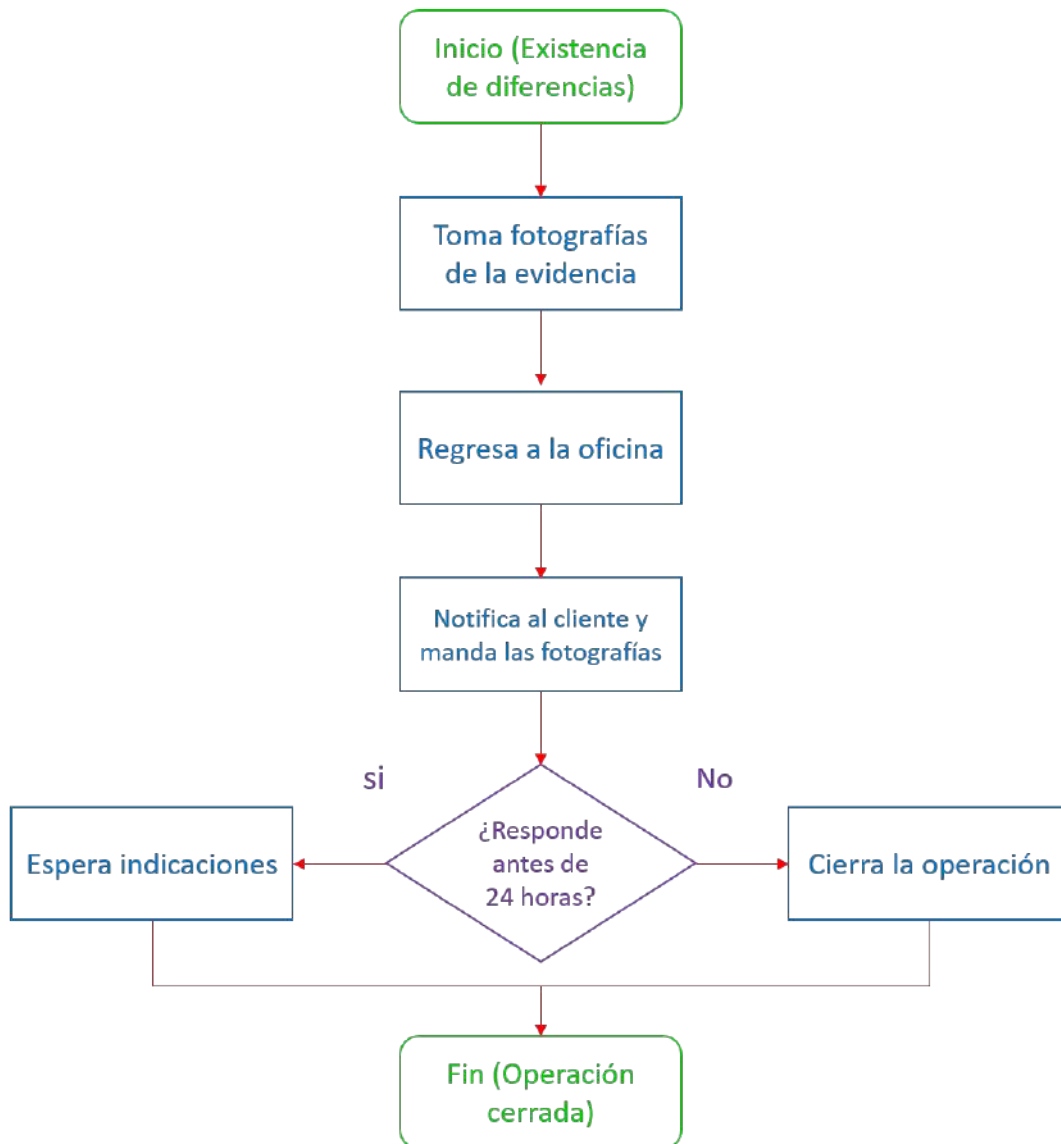 Inicio (Existencia
de diferencias)
Toma fotografías
de la evidencia
Regresa a la oficina
Notifica al cliente y
manda las fotografías
si
No
¿Responde
antes de
24 horas?
Espera indicaciones
Cierra la operación
Fin (Operación
cerrada)